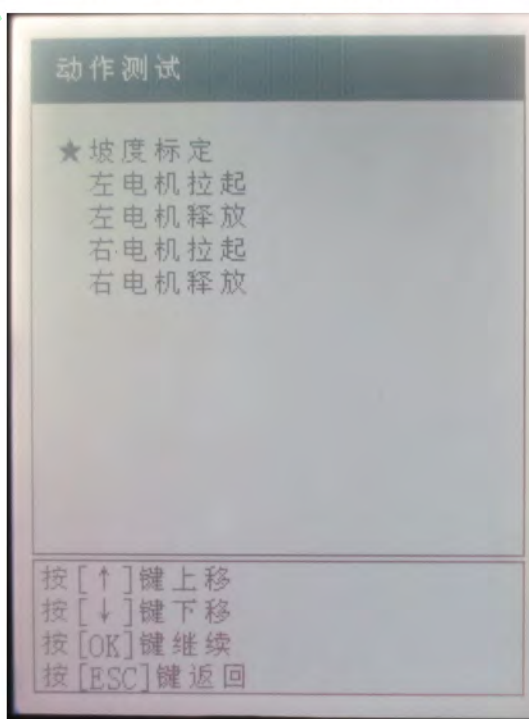 动作测试
★坡度标定
左电机拉起
左电机释放
右电机拉起
右电机释放
按[↑]键上移
按[↓]键下移
按[OK]键继续
按[ESC]键返回